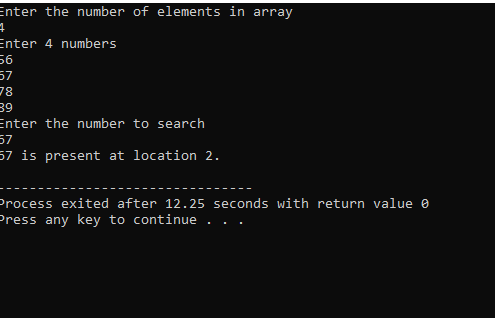 Enter the number of elements in array
4
Enter 4 numbers
56
67
78
89
Enter the number to search
67
67 is present at location 2.
--------------------------------
Process exited after 12.25 seconds with return value 0
Press any key to continue . . .